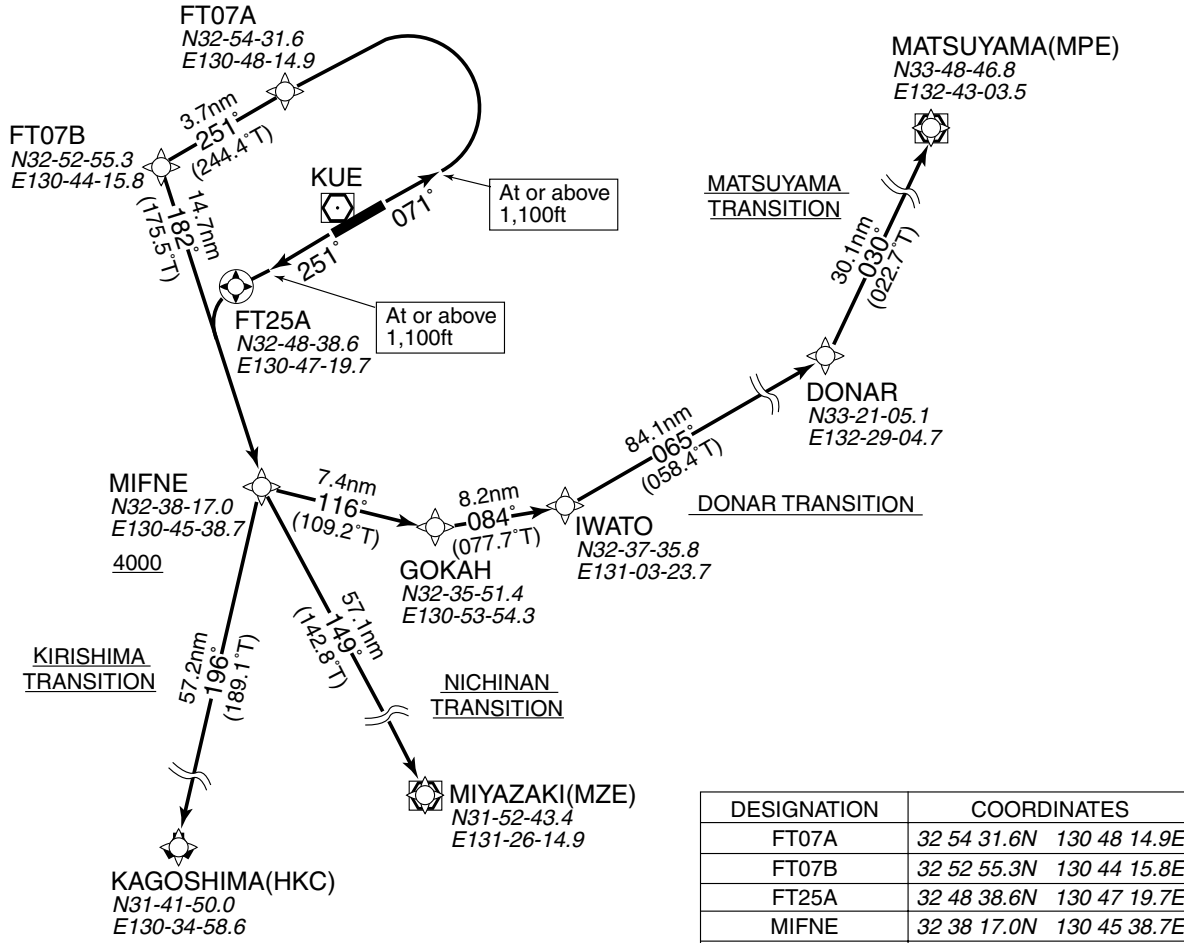 FT07A
N32-54-31.6
E130-48-14.9
MATSUYAMA(MPE)
N33-48-46.8
E132-43-03.5
3.7nm
251°
(244.4°T)
FT07B
N32-52-55.3
E130-44-15.8
KUE
071°
At or above
1,100ft
MATSUYAMA
TRANSITION
14.7nm
182°
(175.5°T)
251°
30.1nm
030°
(022.7°T)
FT25A
N32-48-38.6
E130-47-19.7
At or above
1,100ft
DONAR
N33-21-05.1
E132-29-04.7
84.1nm
065°
(058.4°T)
DONAR TRANSITION
MIFNE
N32-38-17.0
E130-45-38.7
4000
7.4nm
116°
(109.2°T)
8.2nm
084°
(077.7°T)
IWATO
N32-37-35.8
E131-03-23.7
GOKAH
N32-35-51.4
E130-53-54.3
KIRISHIMA
TRANSITION
57.2nm
196°
(189.1°T)
57.1nm
149°
(142.8°T)
NICHINAN
TRANSITION
MIYAZAKI(MZE)
N31-52-43.4
E131-26-14.9
KAGOSHIMA(HKC)
N31-41-50.0
E130-34-58.6
DESIGNATION COORDINATES
FT07A 32 54 31.6N 130 48 14.9E
FT07B 32 52 55.3N 130 44 15.8E
FT25A 32 48 38.6N 130 47 19.7E
MIFNE 32 38 17.0N 130 45 38.7E